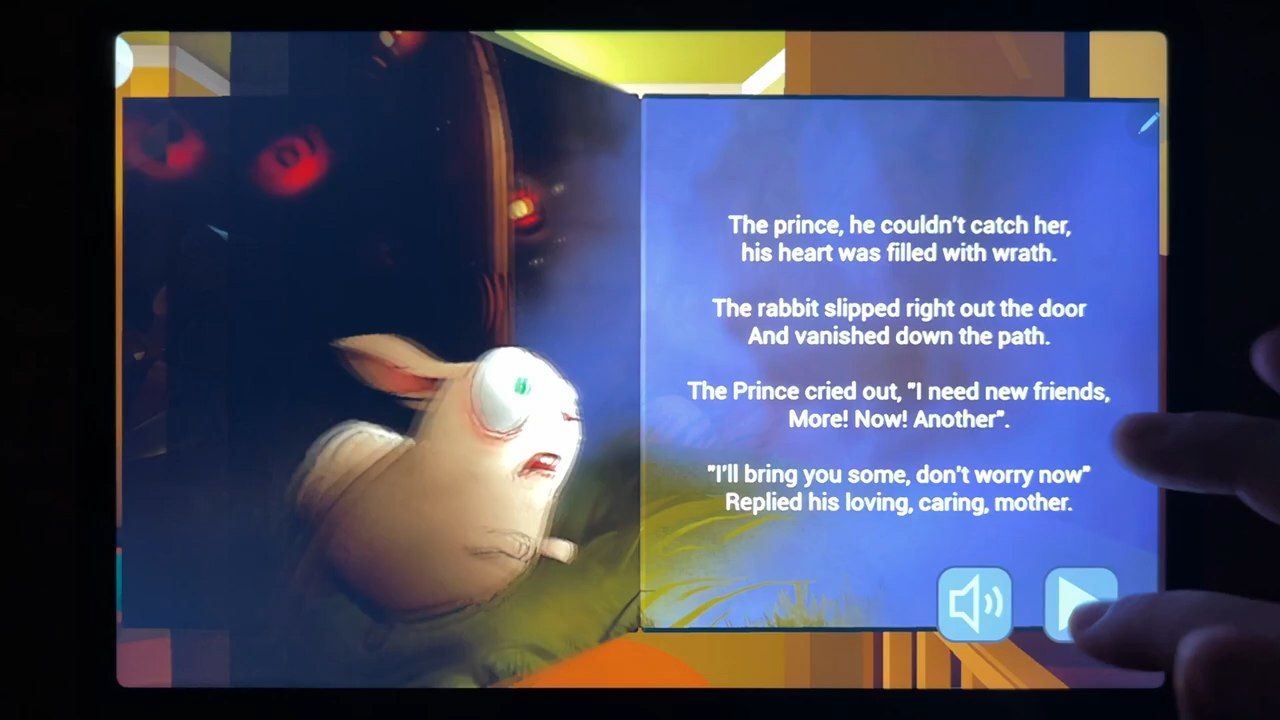 The prince, he couldn't catch her,
his heart was filled with wrath.
The rabbit slipped right out the door
And vanished down the path.
The Prince cried out, "I need new friends,
More! Now! Another".
"I'll bring you some, don't worry now"
Replied his loving, caring, mother.